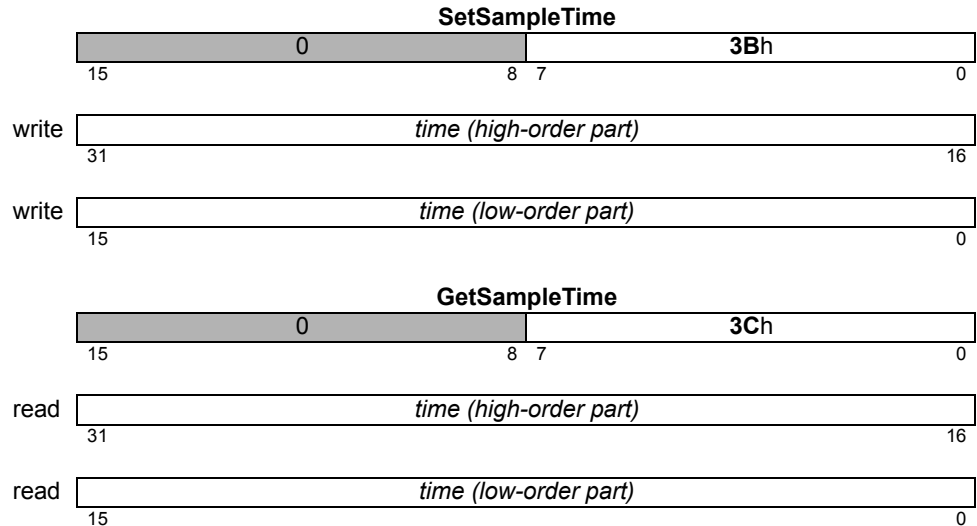 SetSampleTime
0 3Bh
15 8 7 0
write time (high-order part)
31 16
write time (low-order part)
15 0
GetSampleTime
0 3Ch
15 8 7 0
read time (high-order part)
31 16
read time (low-order part)
15 0